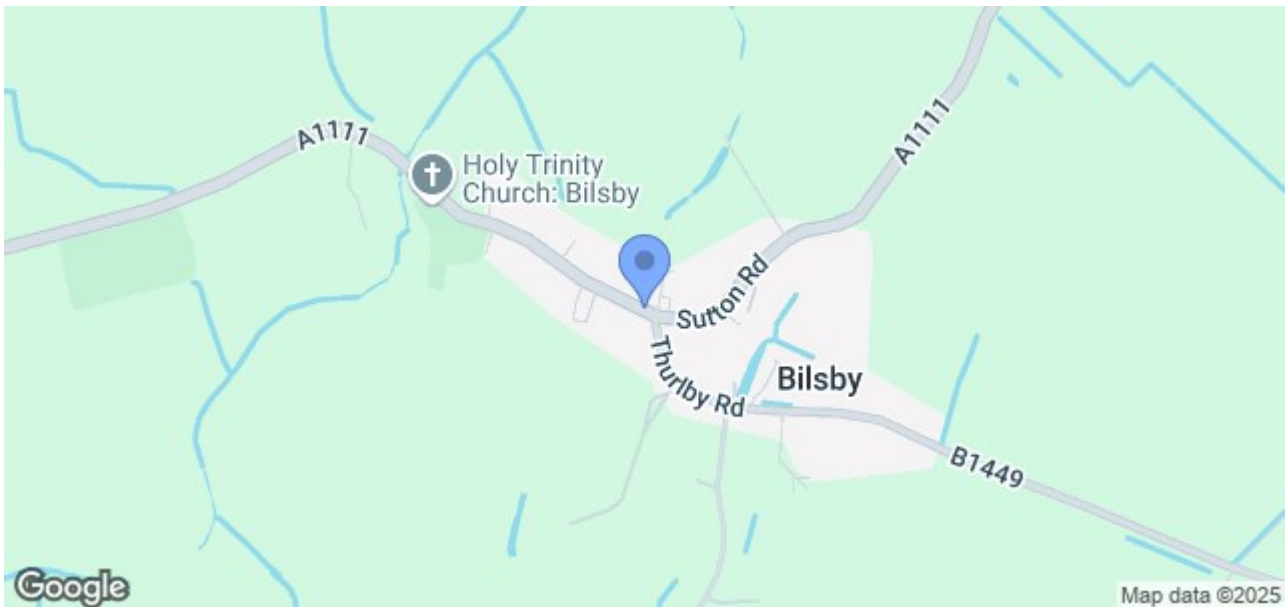 A1111
Holy Trinity
Church: Bilsby
A1111
Sutton Rd
Thurlby Rd
Bilsby
B1449
Google
Map data ©2025